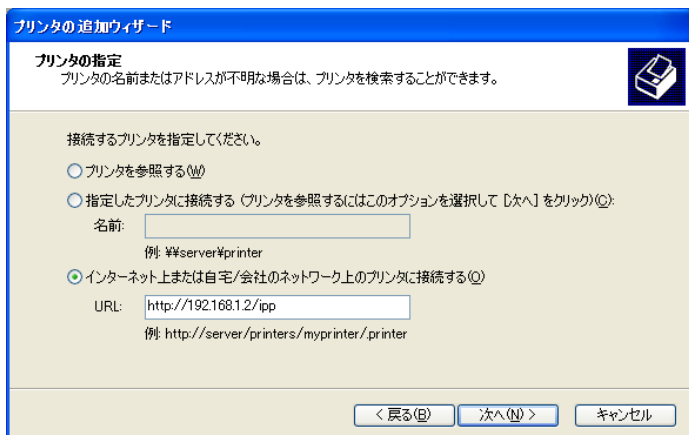 プリンタの追加ウィザード
プリンタの指定
プリンタの名前またはアドレスが不明な場合は、プリンタを検索することができます。
接続するプリンタを指定してください。
プリンタを参照する(W)
指定したプリンタに接続する (プリンタを参照するにはこのオプションを選択して [次へ] をクリック)(C):
名前:
例: ¥¥server¥printer
インターネット上または自宅/会社のネットワーク上のプリンタに接続する(O)
URL: http://192.168.1.2/ipp
例: http://server/printers/myprinter/.printer
< 戻る(B) 次へ(N) > キャンセル